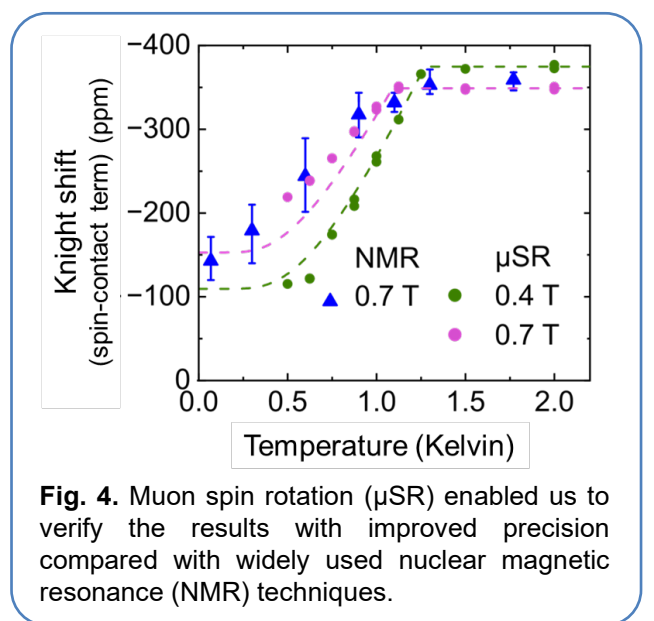 −400
−300
−200
−100
0
Knight shift
(spin-contact term) (ppm)
NMR µSR
0.7 T 0.4 T
0.7 T
0.0 0.5 1.0 1.5 2.0
Temperature (Kelvin)
Fig. 4. Muon spin rotation (µSR) enabled us to
verify the results with improved precision
compared with widely used nuclear magnetic
resonance (NMR) techniques.